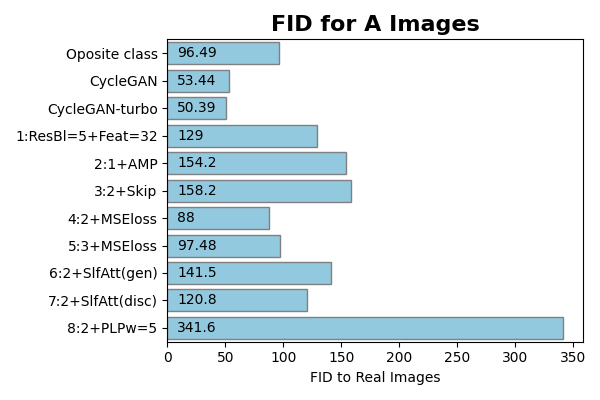 FID for A Images
Oposite class 96.49
CycleGAN 53.44
CycleGAN-turbo 50.39
1:ResBl=5+Feat=32 129
2:1+AMP 154.2
3:2+Skip 158.2
4:2+MSEloss 88
5:3+MSEloss 97.48
6:2+SlfAtt(gen) 141.5
7:2+SlfAtt(disc) 120.8
8:2+PLPw=5 341.6
0 50 100 150 200 250 300 350
FID to Real Images